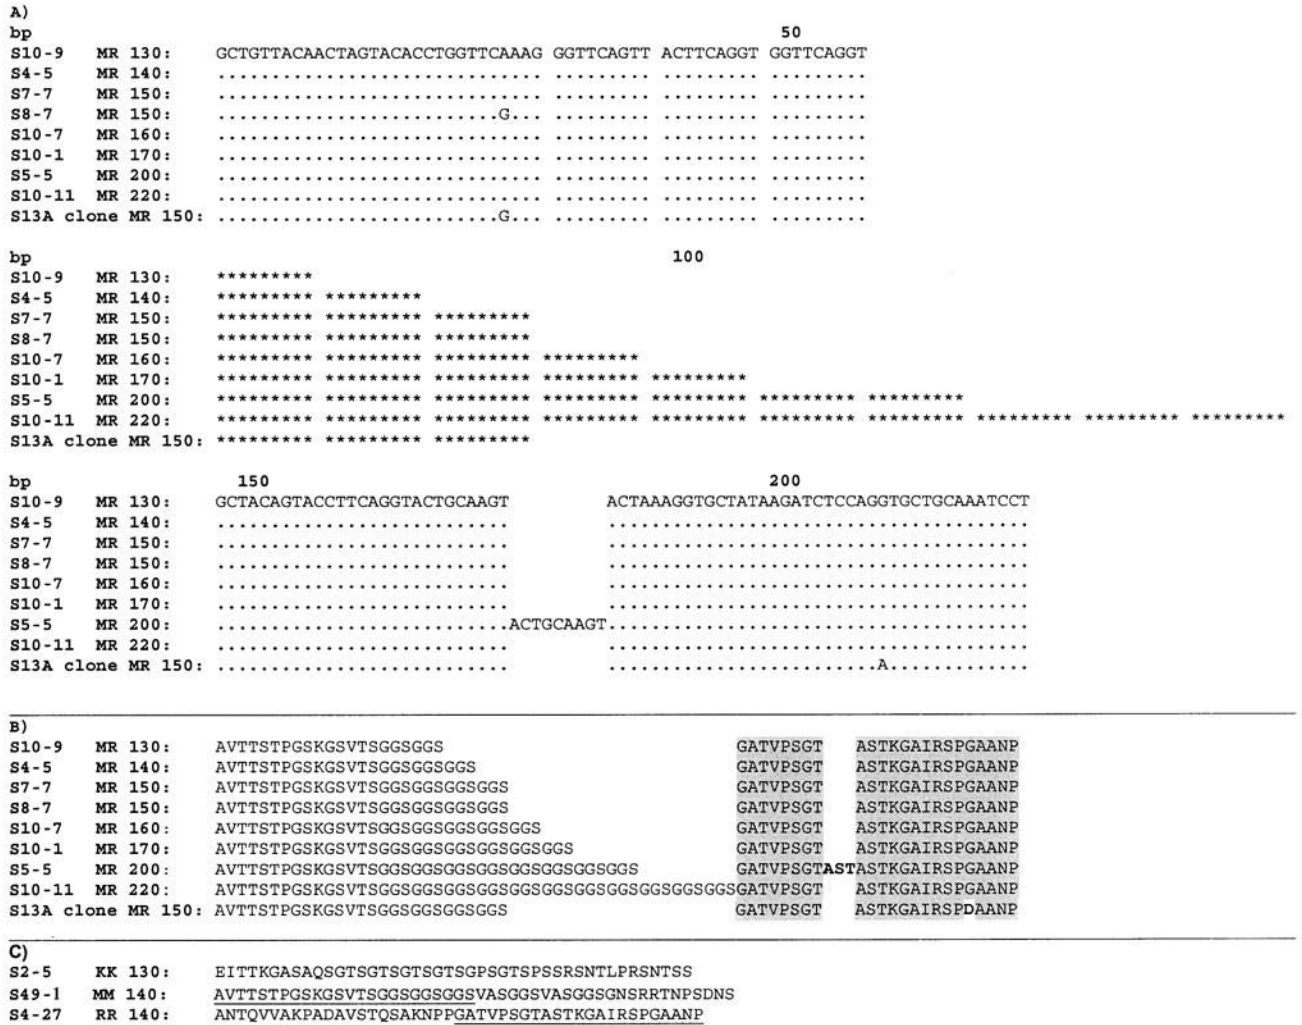 A)
bp 50
S10-9 MR 130: GCTGTTACAACTAGTACACCTGGTTCAAAG GGTTCAGTT ACTTCAGGT GGTTCAGGT
S4-5 MR 140: .............................. ......... ......... .........
S7-7 MR 150: .............................. ......... ......... .........
S8-7 MR 150: ..........................G... ......... ......... .........
S10-7 MR 160: .............................. ......... ......... .........
S10-1 MR 170: .............................. ......... ......... .........
S5-5 MR 200: .............................. ......... ......... .........
S10-11 MR 220: .............................. ......... ......... .........
S13A clone MR 150: ..........................G... ......... ......... .........
bp 100
S10-9 MR 130: *********
S4-5 MR 140: ********* *********
S7-7 MR 150: ********* ********* *********
S8-7 MR 150: ********* ********* *********
S10-7 MR 160: ********* ********* ********* *********
S10-1 MR 170: ********* ********* ********* ********* *********
S5-5 MR 200: ********* ********* ********* ********* ********* ********* *********
S10-11 MR 220: ********* ********* ********* ********* ********* ********* ********* ********* ********* *********
S13A clone MR 150: ********* ********* *********
bp 150 200
S10-9 MR 130: GCTACAGTACCTTCAGGTACTGCAAGT ACTAAAGGTGCTATAAGATCTCCAGGTGCTGCAAATCCT
S4-5 MR 140: ........................... .......................................
S7-7 MR 150: ........................... .......................................
S8-7 MR 150: ........................... .......................................
S10-7 MR 160: ........................... .......................................
S10-1 MR 170: ........................... .......................................
S5-5 MR 200: ...........................ACTGCAAGT.......................................
S10-11 MR 220: ........................... .......................................
S13A clone MR 150: ........................... .........................A.............
B)
S10-9 MR 130: AVTTSTPGSKGSVTSGGSGGS GATVPSGT ASTKGAIRSPGAANP
S4-5 MR 140: AVTTSTPGSKGSVTSGGSGGSGGS GATVPSGT ASTKGAIRSPGAANP
S7-7 MR 150: AVTTSTPGSKGSVTSGGSGGSGGSGGS GATVPSGT ASTKGAIRSPGAANP
S8-7 MR 150: AVTTSTPGSKGSVTSGGSGGSGGSGGS GATVPSGT ASTKGAIRSPGAANP
S10-7 MR 160: AVTTSTPGSKGSVTSGGSGGSGGSGGSGGS GATVPSGT ASTKGAIRSPGAANP
S10-1 MR 170: AVTTSTPGSKGSVTSGGSGGSGGSGGSGGSGGS GATVPSGT ASTKGAIRSPGAANP
S5-5 MR 200: AVTTSTPGSKGSVTSGGSGGSGGSGGSGGSGGSGGSGGS GATVPSGTASTASTKGAIRSPGAANP
S10-11 MR 220: AVTTSTPGSKGSVTSGGSGGSGGSGGSGGSGGSGGSGGSGGSGGSGGSGATVPSGT ASTKGAIRSPGAANP
S13A clone MR 150: AVTTSTPGSKGSVTSGGSGGSGGSGGS GATVPSGT ASTKGAIRSPDAANP
C)
S2-5 KK 130: EITTKGASAQSGTSGTSGTSGTSGPSGTSPSSRSNTLPRSNTSS
S49-1 MM 140: AVTTSTPGSKGSVTSGGSGGSGGSVASGGSVASGGSGNSRRTNPSDNS
S4-27 RR 140: ANTQVVAKPADAVSTQSAKNPPGATVPSGTASTKGAIRSPGAANP